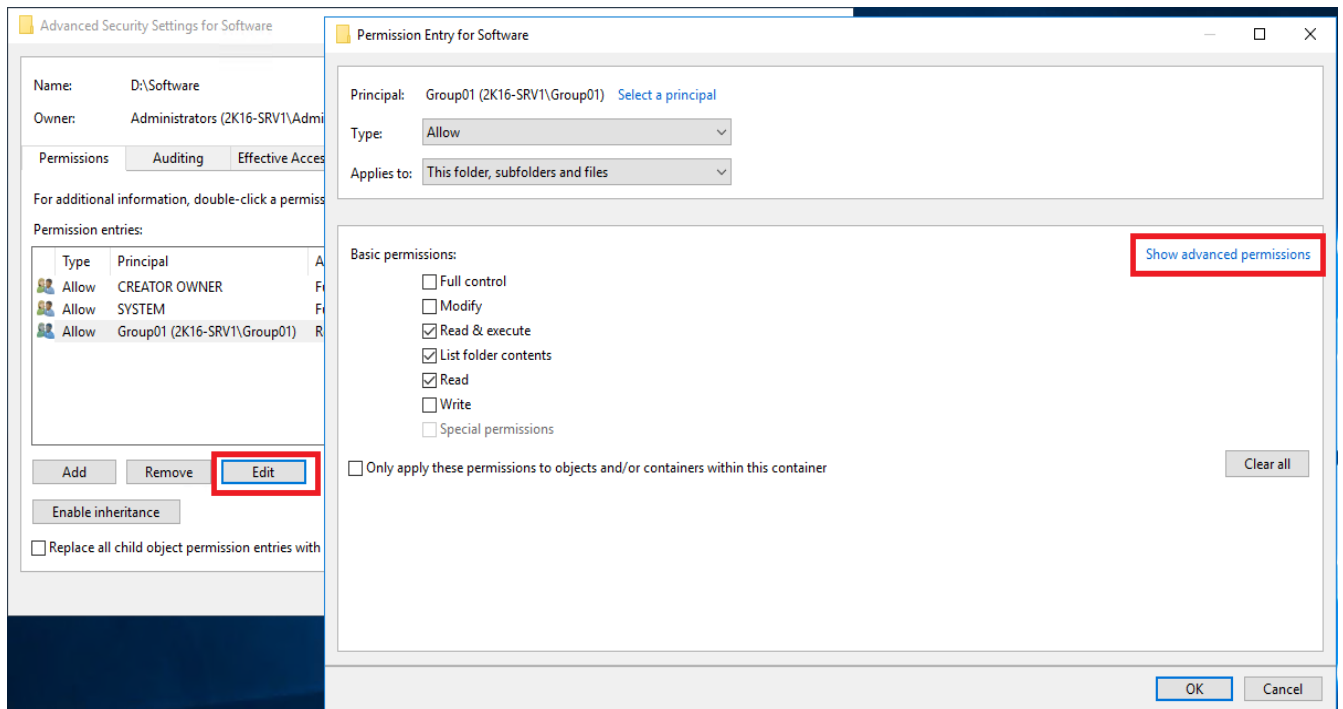 Advanced Security Settings for Software
Name: D:\Software
Owner: Administrators (2K16-SRV1\Admi
Permissions Auditing Effective Acces
For additional information, double-click a permiss
Permission entries:
Type Principal A
Allow CREATOR OWNER Fu
Allow SYSTEM Fu
Allow Group01 (2K16-SRV1\Group01) R
Add Remove Edit
Enable inheritance
Replace all child object permission entries with
Permission Entry for Software
Principal: Group01 (2K16-SRV1\Group01) Select a principal
Type: Allow
Applies to: This folder, subfolders and files
Basic permissions: Show advanced permissions
Full control
Modify
Read & execute
List folder contents
Read
Write
Special permissions
Only apply these permissions to objects and/or containers within this container
Clear all
OK Cancel